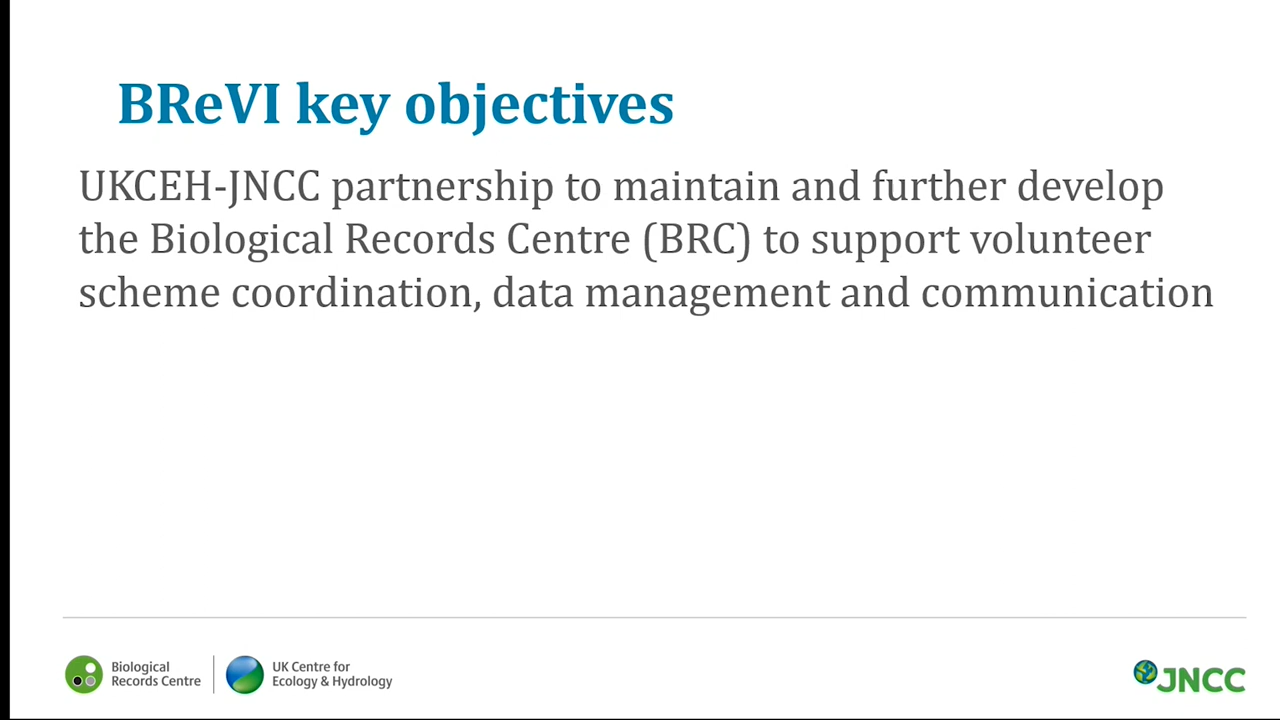 BReVI key objectives
UKCEH-JNCC partnership to maintain and further develop
the Biological Records Centre (BRC) to support volunteer
scheme coordination, data management and communication
Biological
Records Centre
UK Centre for
Ecology & Hydrology
JNCC